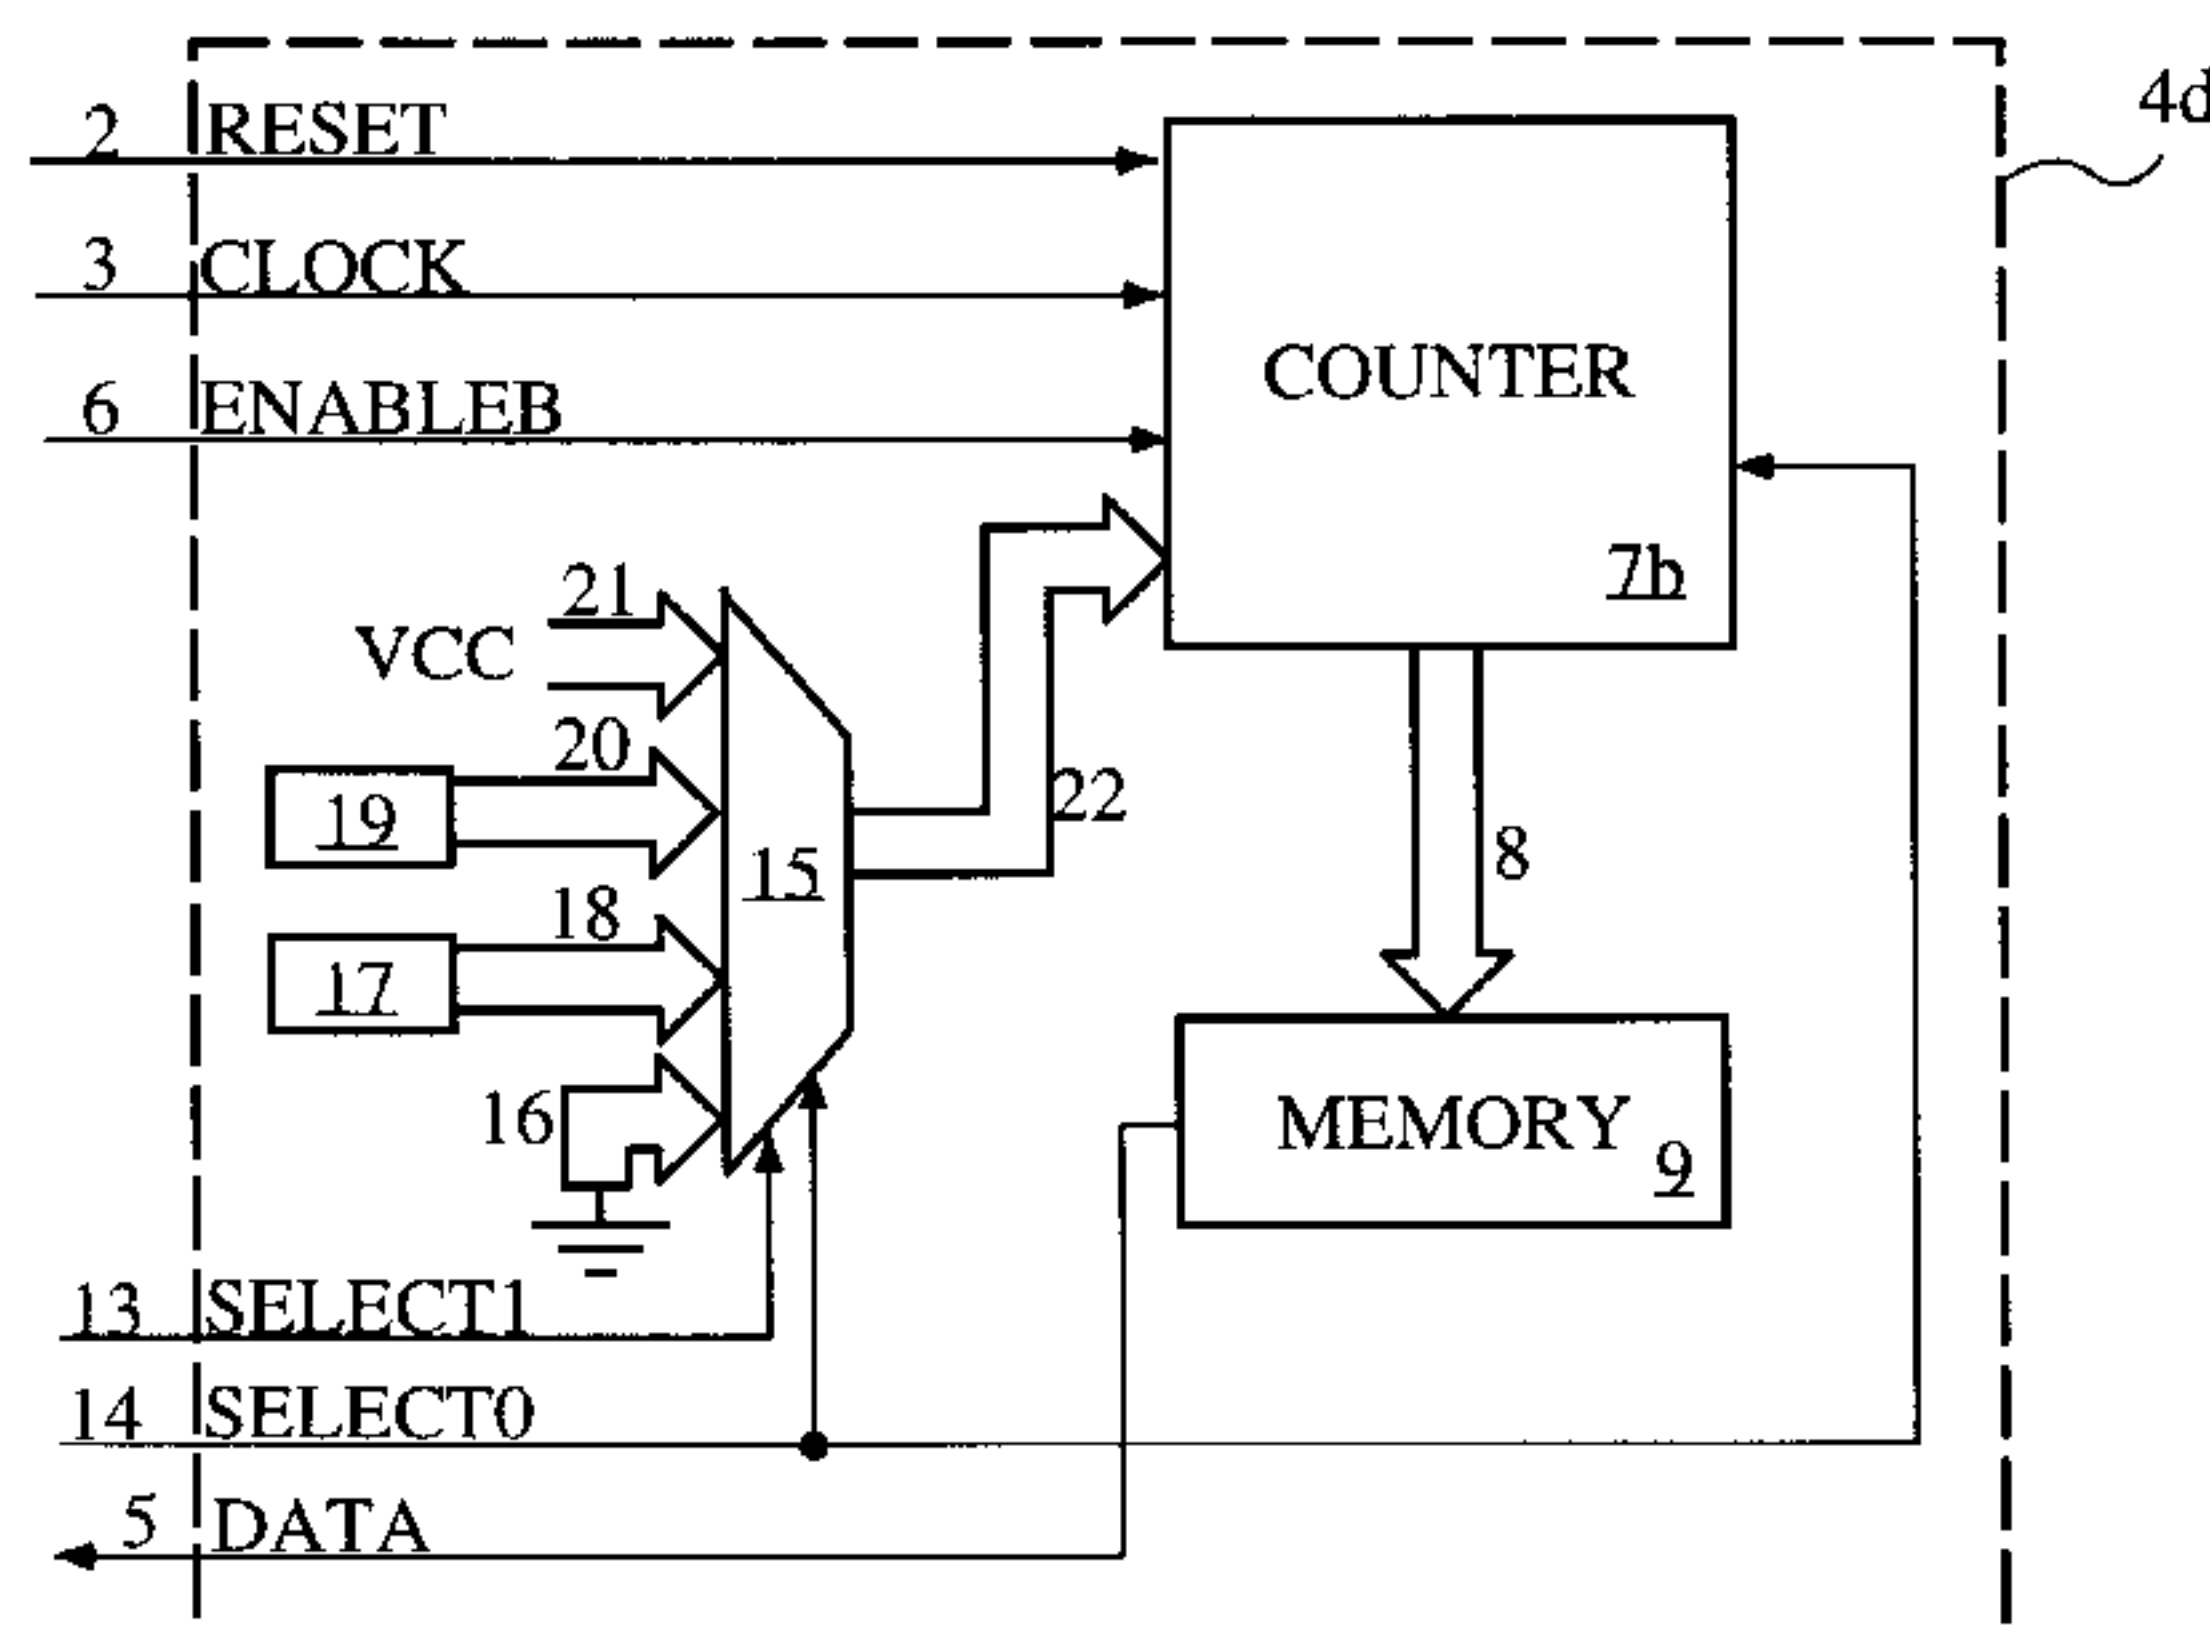 4d
2 RESET
3 CLOCK
6 ENABLEB
COUNTER
7b
21
VCC
20
19
22
15
8
18
17
16
MEMORY
9
13 SELECT1
14 SELECT0
5 DATA